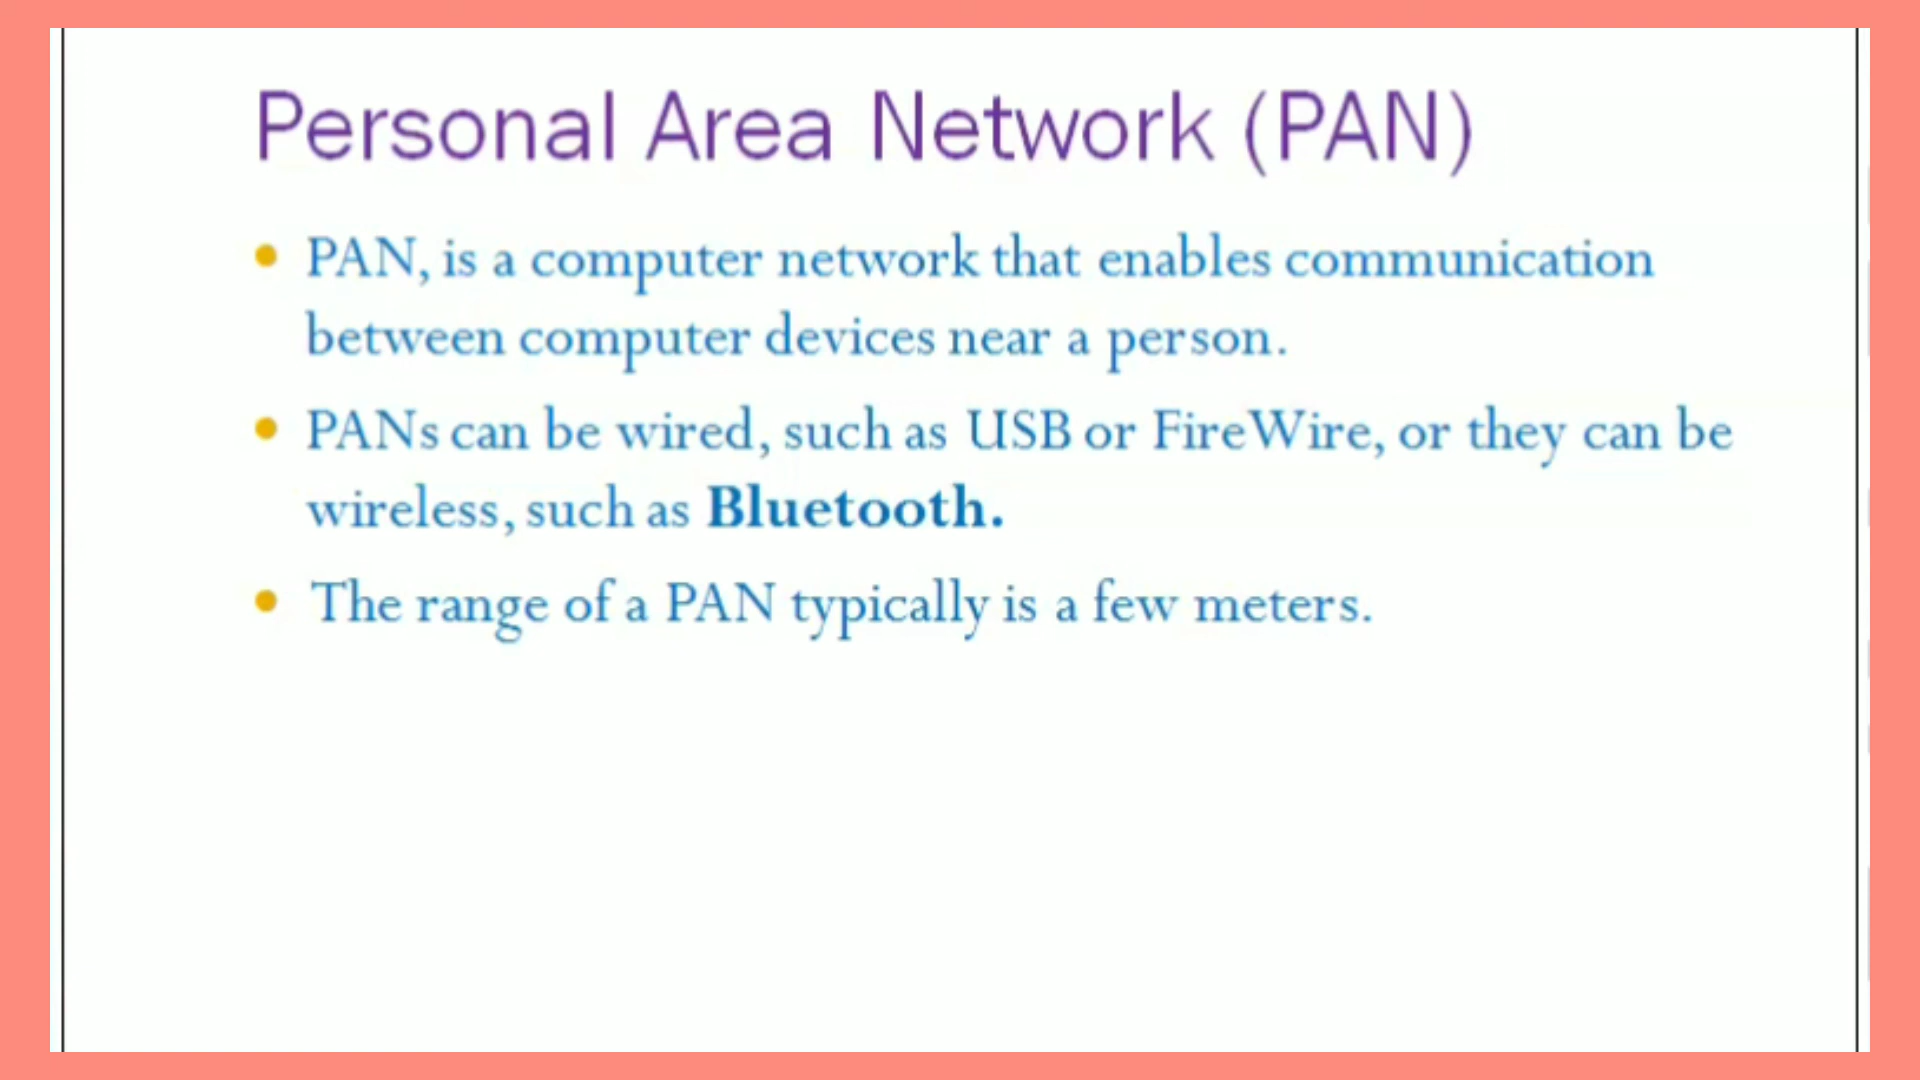 Personal Area Network (PAN)
• PAN, is a computer network that enables communication
between computer devices near a person.
• PANs can be wired, such as USB or FireWire, or they can be
wireless, such as Bluetooth.
• The range of a PAN typically is a few meters.